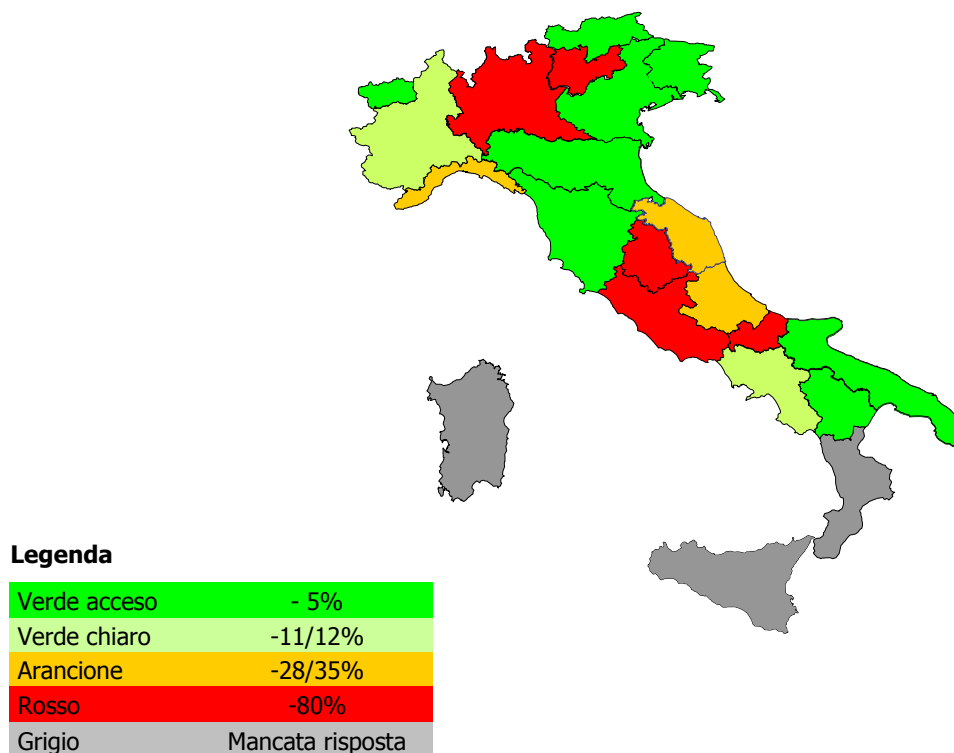 Legenda
Verde acceso - 5%
Verde chiaro -11/12%
Arancione -28/35%
Rosso -80%
Grigio Mancata risposta